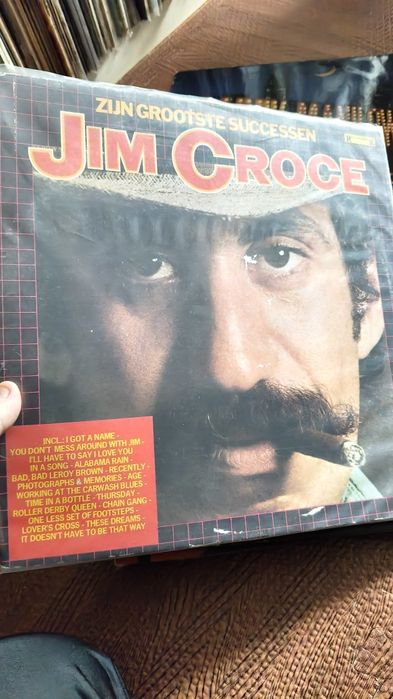 ZIJN GROOTSTE SUCCESSEN
JIM CROCE
INCL.: I GOT A NAME -
YOU DON'T MESS AROUND WITH JIM -
I'LL HAVE TO SAY I LOVE YOU
IN A SONG - ALABAMA RAIN -
BAD, BAD LEROY BROWN - RECENTLY -
PHOTOGRAPHS & MEMORIES - AGE -
WORKING AT THE CARWASH BLUES -
TIME IN A BOTTLE - THURSDAY -
ROLLER DERBY QUEEN - CHAIN GANG -
ONE LESS SET OF FOOTSTEPS -
LOVER'S CROSS - THESE DREAMS -
IT DOESN'T HAVE TO BE THAT WAY